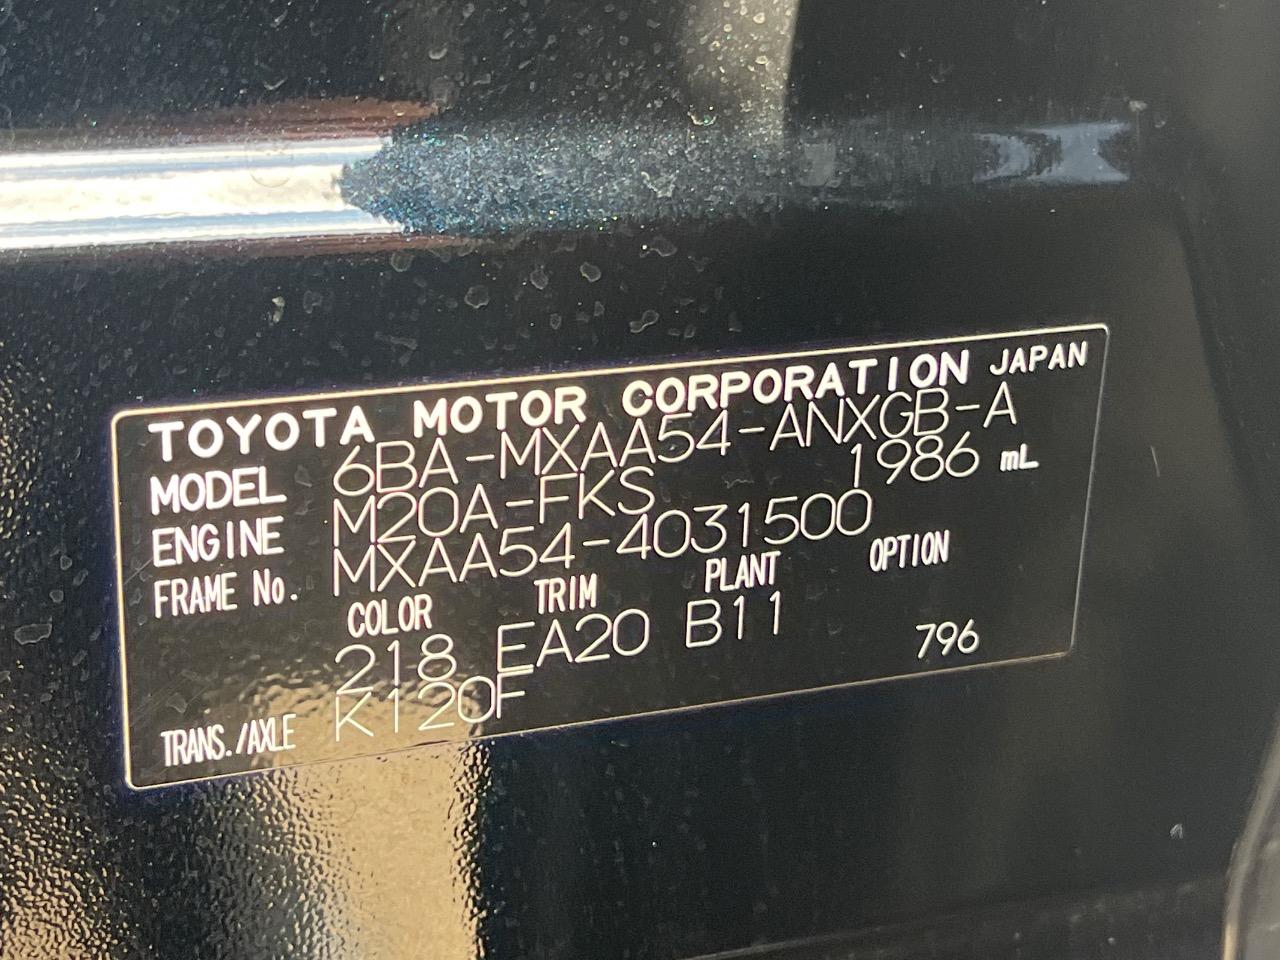 TOYOTA MOTOR CORPORATION JAPAN
MODEL 6BA-MXAA54-ANXGB-A
ENGINE M20A-FKS 1986 mL
FRAME No. MXAA54-4031500
COLOR TRIM PLANT OPTION
218 EA20 B11 796
TRANS./AXLE K120F